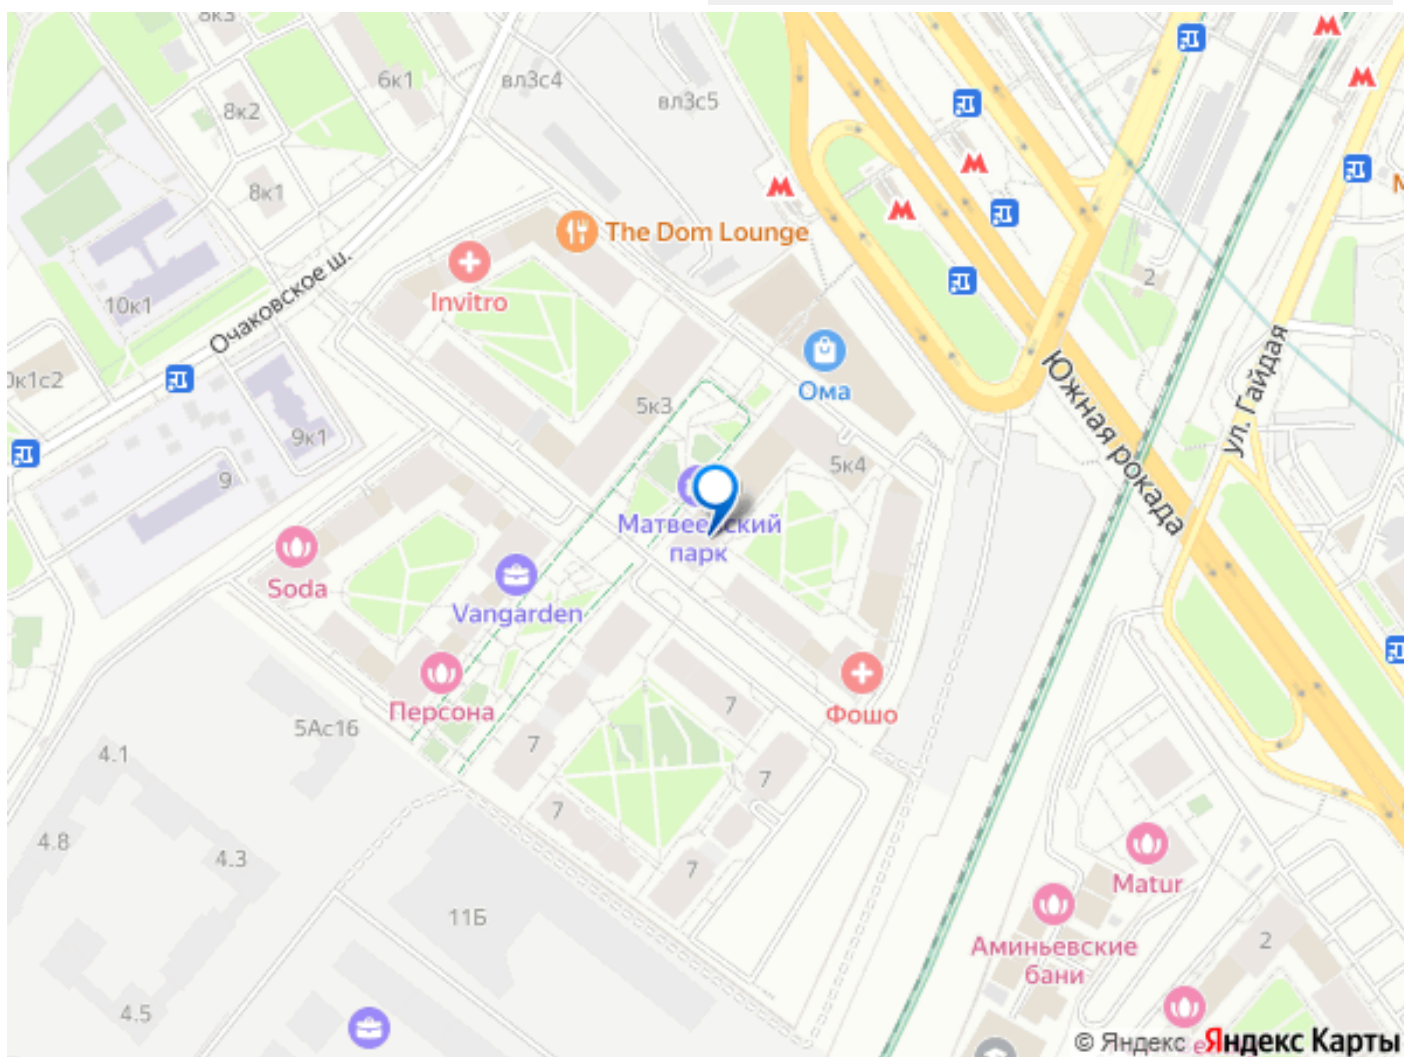 8к3
6к1
вл3с4
вл3с5
8к2
8к1
The Dom Lounge
Invitro
10к1
Очаковское ш.
2
Ома
Южная рокада
ул. Гайдая
5к3
9к1
9
5к4
Матвеевский
парк
Soda
Vangarden
Персона
Фошо
7
7
7
7
7
5Ас16
4.1
4.8
4.3
11Б
4.5
Matur
Аминьевские
бани
2
© Яндекс
Яндекс Карты